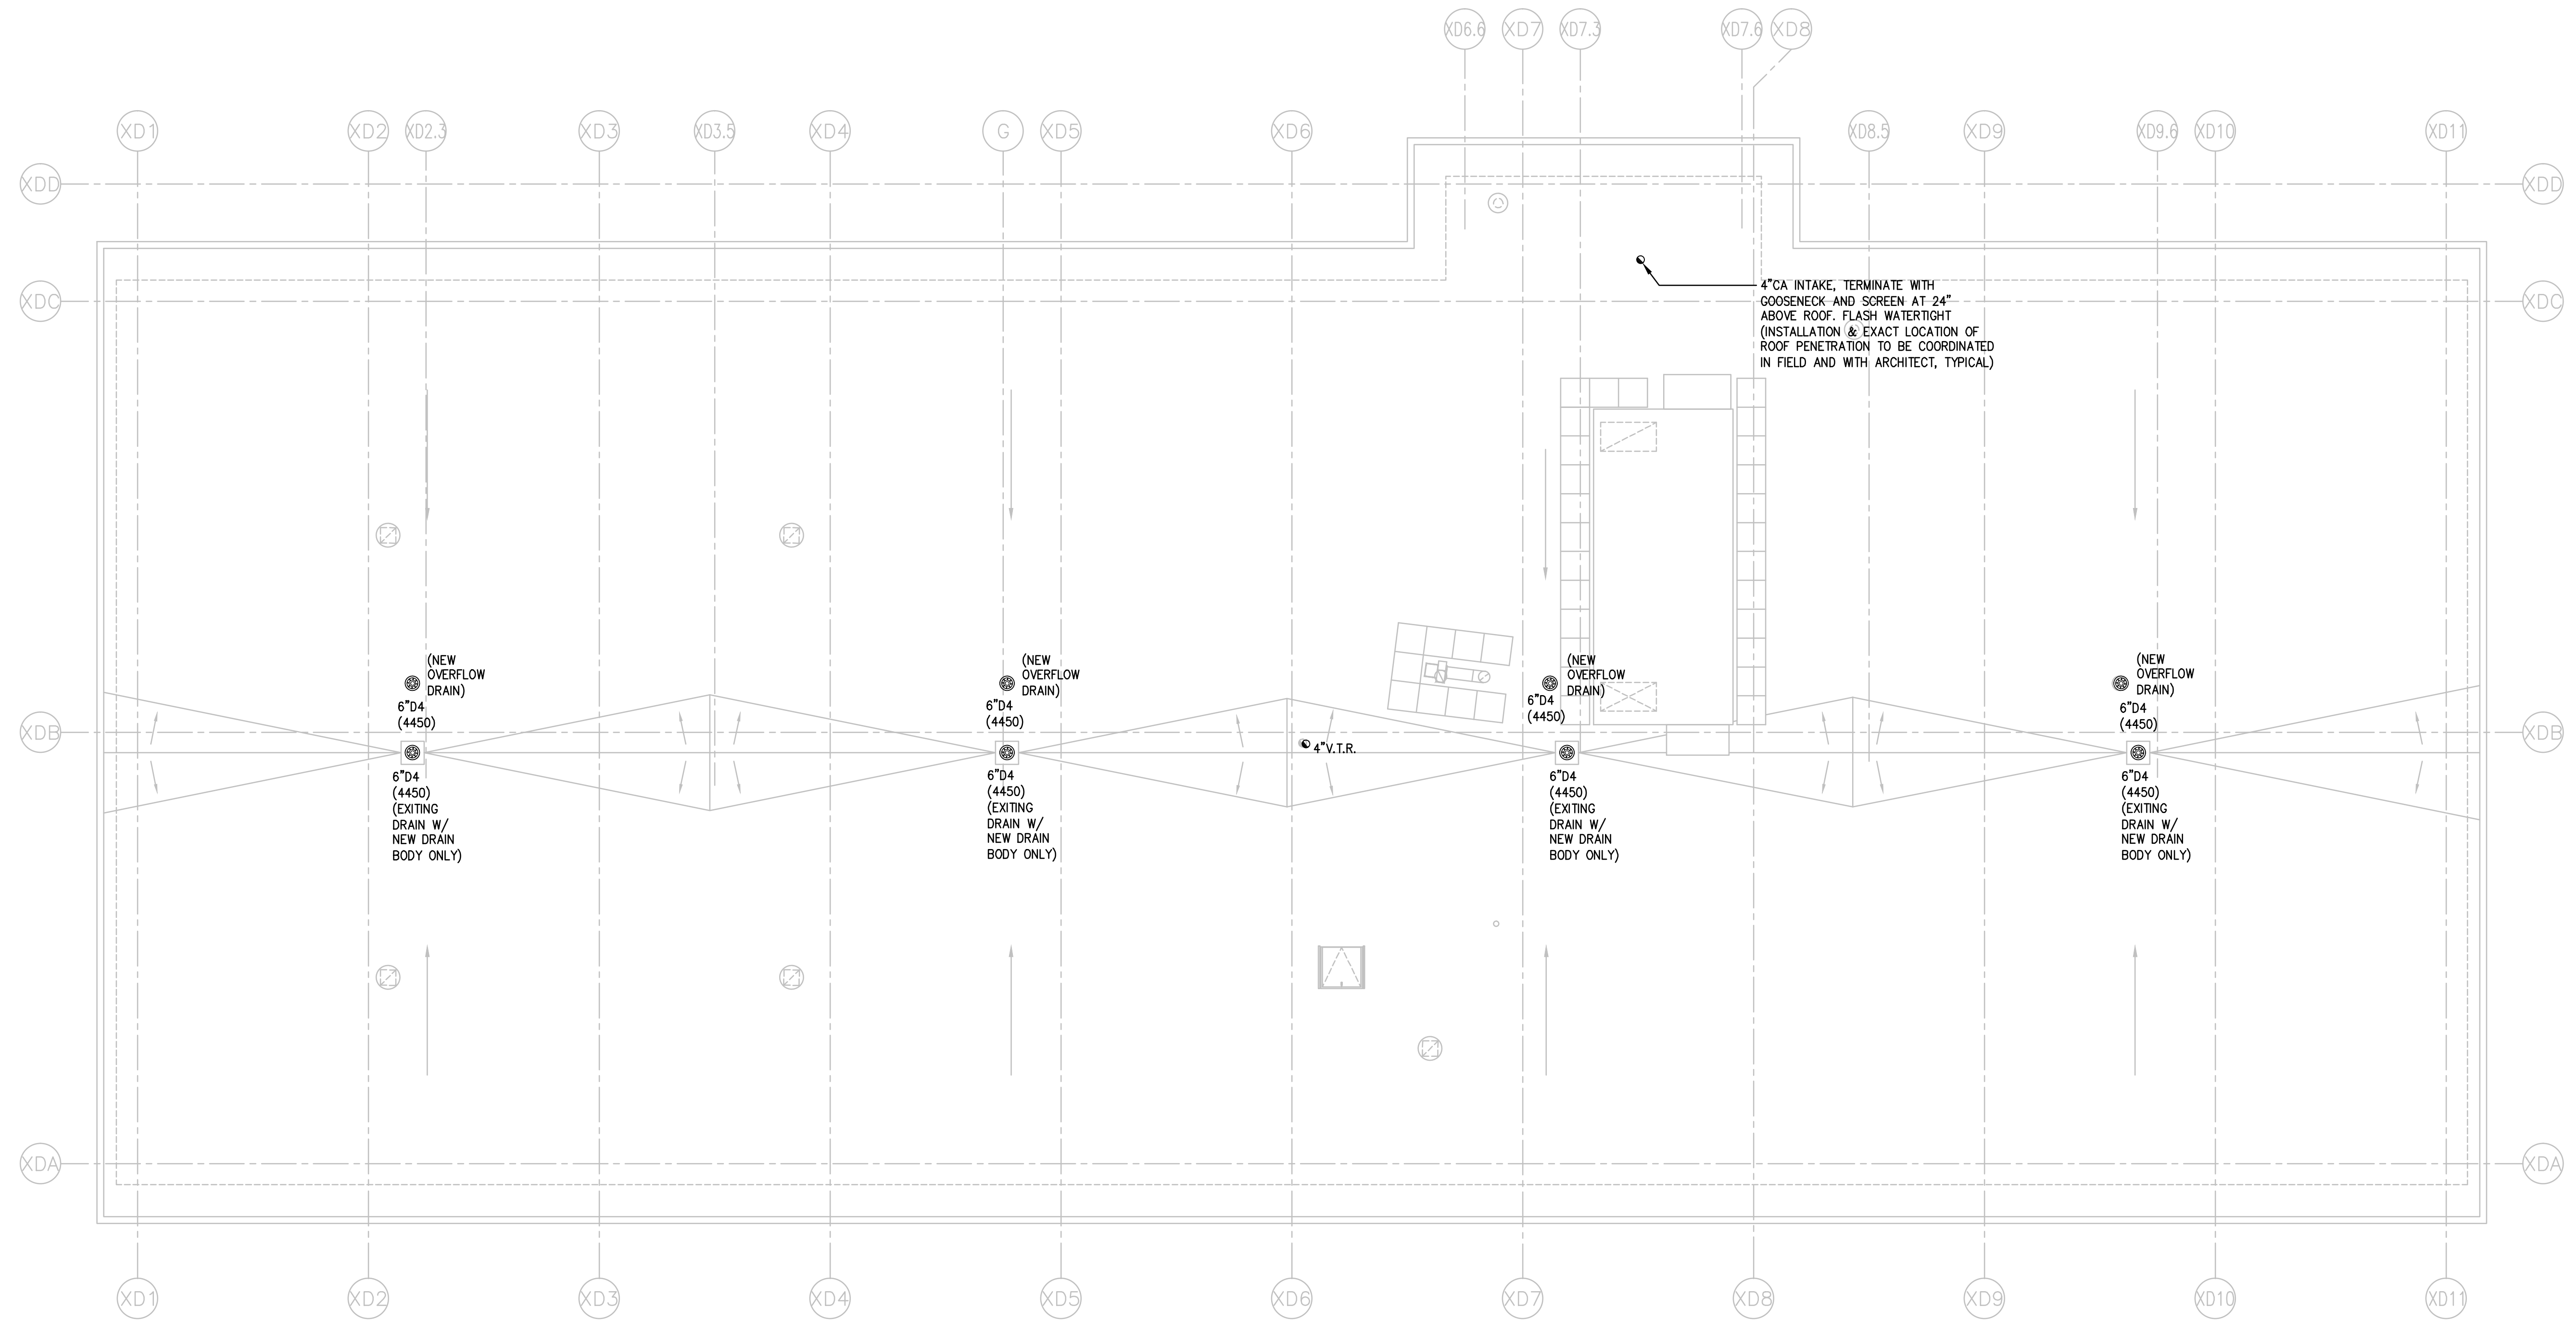 XD6.6
XD7
XD7.3
XD7.6
XD8
XD1
XD2
XD2.3
XD3
XD3.5
XD4
G
XD5
XD6
XD8.5
XD9
XD9.6
XD10
XD11
XDD
XDD
XDC
XDC
4"CA INTAKE, TERMINATE WITH
GOOSENECK AND SCREEN AT 24"
ABOVE ROOF. FLASH WATERTIGHT
(INSTALLATION & EXACT LOCATION OF
ROOF PENETRATION TO BE COORDINATED
IN FIELD AND WITH ARCHITECT, TYPICAL)
(NEW
OVERFLOW
DRAIN)
6"D4
(4450)
(NEW
OVERFLOW
DRAIN)
6"D4
(4450)
(NEW
OVERFLOW
DRAIN)
6"D4
(4450)
(NEW
OVERFLOW
DRAIN)
6"D4
(4450)
XDB
XDB
4"V.T.R.
6"D4
(4450)
(EXITING
DRAIN W/
NEW DRAIN
BODY ONLY)
6"D4
(4450)
(EXITING
DRAIN W/
NEW DRAIN
BODY ONLY)
6"D4
(4450)
(EXITING
DRAIN W/
NEW DRAIN
BODY ONLY)
6"D4
(4450)
(EXITING
DRAIN W/
NEW DRAIN
BODY ONLY)
XDA
XDA
XD1
XD2
XD3
XD4
XD5
XD6
XD7
XD8
XD9
XD10
XD11